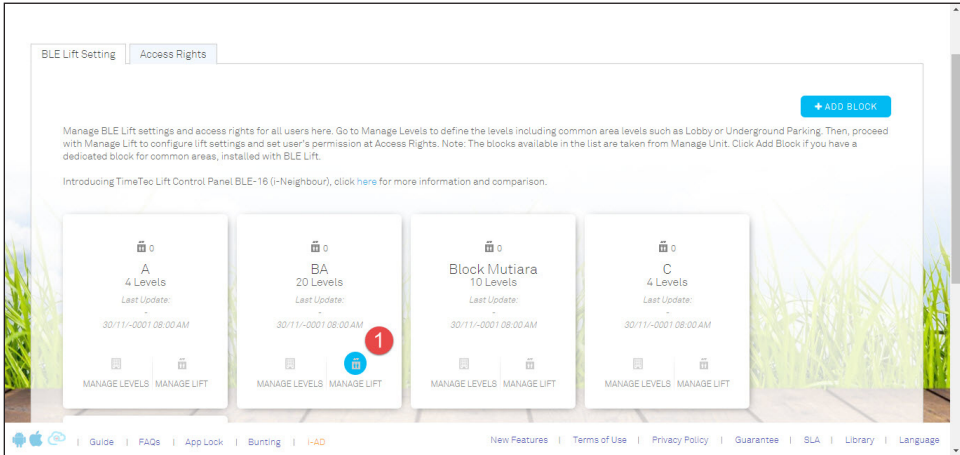 BLE Lift Setting
Access Rights
+ ADD BLOCK
Manage BLE Lift settings and access rights for all users here. Go to Manage Levels to define the levels including common area levels such as Lobby or Underground Parking. Then, proceed
with Manage Lift to configure lift settings and set user's permission at Access Rights. Note: The blocks available in the list are taken from Manage Unit. Click Add Block if you have a
dedicated block for common areas, installed with BLE Lift.
Introducing TimeTec Lift Control Panel BLE-16 (i-Neighbour), click here for more information and comparison.
0
A
4 Levels
Last Update:
-
30/11/-0001 08:00 AM
MANAGE LEVELS MANAGE LIFT
0
BA
20 Levels
Last Update:
-
30/11/-0001 08:00 AM
1
MANAGE LEVELS MANAGE LIFT
0
Block Mutiara
10 Levels
Last Update:
-
30/11/-0001 08:00 AM
MANAGE LEVELS MANAGE LIFT
0
C
4 Levels
Last Update:
-
30/11/-0001 08:00 AM
MANAGE LEVELS MANAGE LIFT
| Guide | FAQs | App Lock | Bunting | i-AD
New Features | Terms of Use | Privacy Policy | Guarantee | SLA | Library | Language